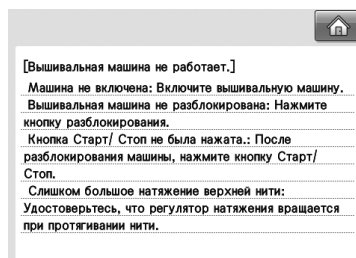 [Вышивальная машина не работает.]
Машина не включена: Включите вышивальную машину.
Вышивальная машина не разблокирована: Нажмите
кнопку разблокирования.
Кнопка Старт/ Стоп не была нажата.: После
разблокирования машины, нажмите кнопку Старт/
Стоп.
Слишком большое натяжение верхней нити:
Удостоверьтесь, что регулятор натяжения вращается
при протягивании нити.